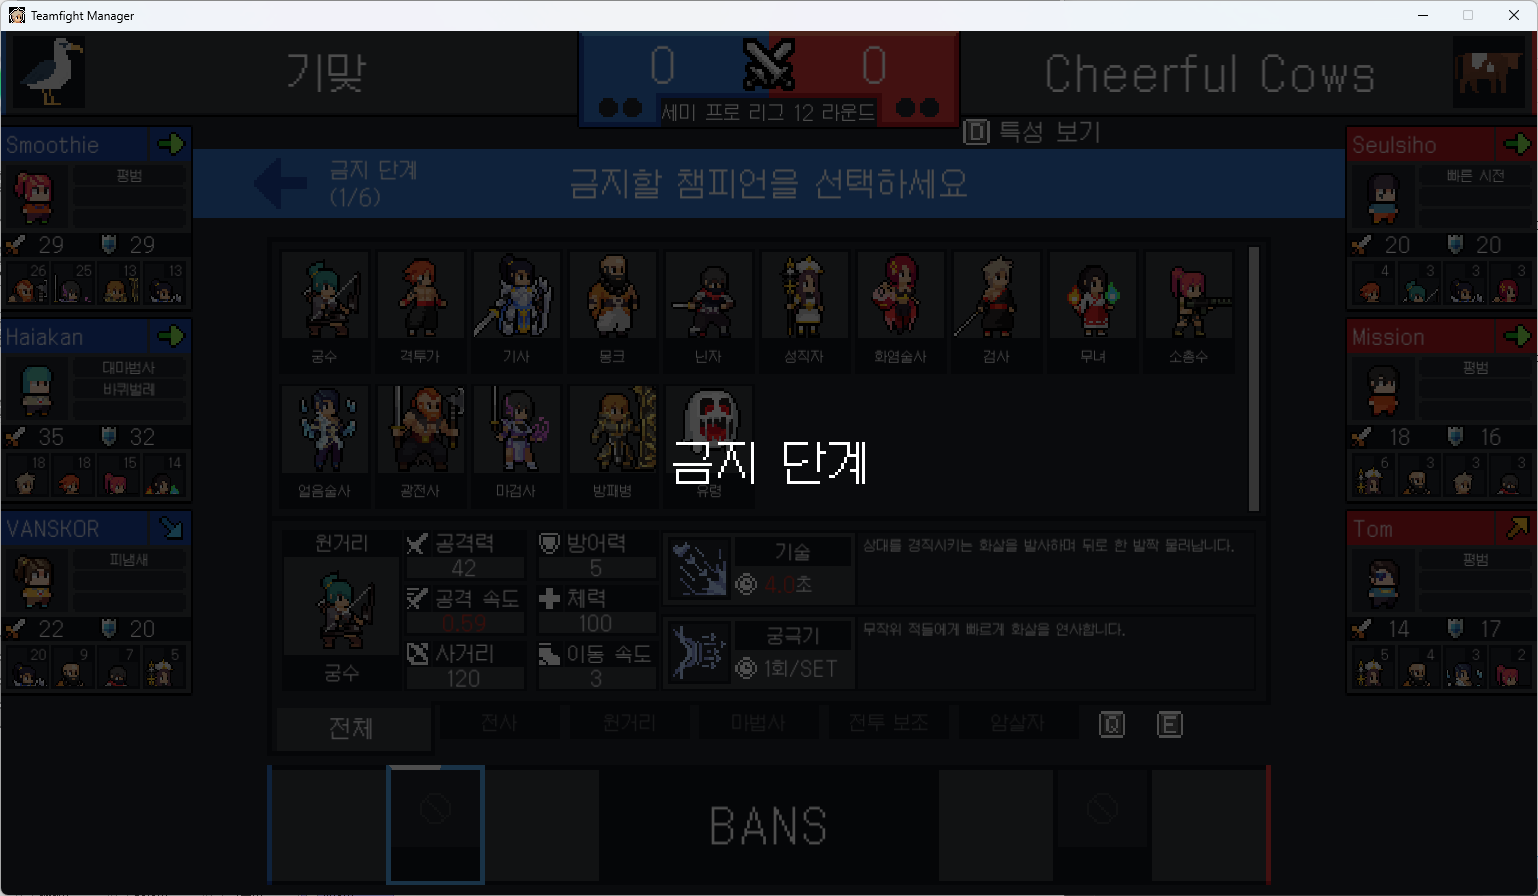 Teamfight Manager
기맞
0
0
Cheerful Cows
세미 프로 리그 12 라운드
D 특성 보기
금지 단계
(1/6)
금지할 챔피언을 선택하세요
Smoothie
평범
29
29
26
25
13
13
Haiakan
대마법사
바퀴벌레
35
32
18
18
15
14
VANSKOR
피냄새
22
20
20
9
7
5
Seulsiho
빠른 시전
20
20
4
3
3
3
Mission
평범
18
16
6
3
3
3
Tom
평범
14
17
5
4
3
2
궁수
격투가
기사
몽크
닌자
성직자
화염술사
검사
무녀
소총수
얼음술사
광전사
마검사
방패병
유령
금지 단계
원거리
궁수
공격력
42
방어력
5
공격 속도
0.59
체력
100
사거리
120
이동 속도
3
기술
4.0초
상대를 경직시키는 화살을 발사하며 뒤로 한 발짝 물러납니다.
궁극기
1회/SET
무작위 적들에게 빠르게 화살을 연사합니다.
전체
전사
원거리
마법사
전투 보조
암살자
Q
E
BANS